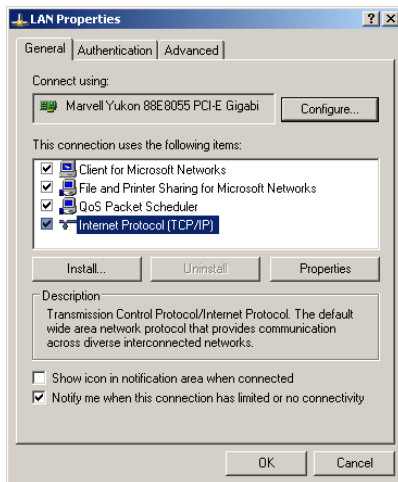 LAN Properties
General
Authentication
Advanced
Connect using:
Marvell Yukon 88E8055 PCI-E Gigabi
Configure...
This connection uses the following items:
Client for Microsoft Networks
File and Printer Sharing for Microsoft Networks
QoS Packet Scheduler
Internet Protocol (TCP/IP)
Install...
Uninstall
Properties
Description
Transmission Control Protocol/Internet Protocol. The default
wide area network protocol that provides communication
across diverse interconnected networks.
Show icon in notification area when connected
Notify me when this connection has limited or no connectivity
OK
Cancel